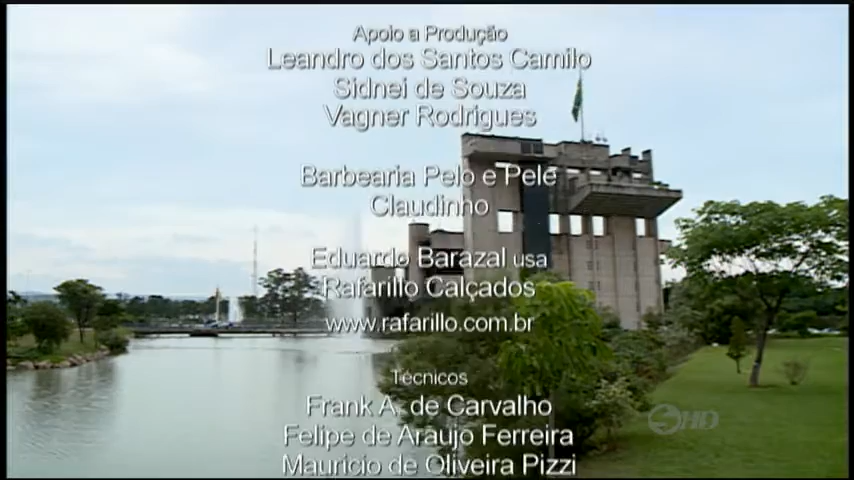 Apoio a Produção
Leandro dos Santos Camilo
Sidnei de Souza
Vagner Rodrigues
Barbearia Pelo e Pele
Claudinho
Eduardo Barazal usa
Rafarillo Calçados
www.rafarillo.com.br
Técnicos
Frank A. de Carvalho
Felipe de Araujo Ferreira
Mauricio de Oliveira Pizzi
HD